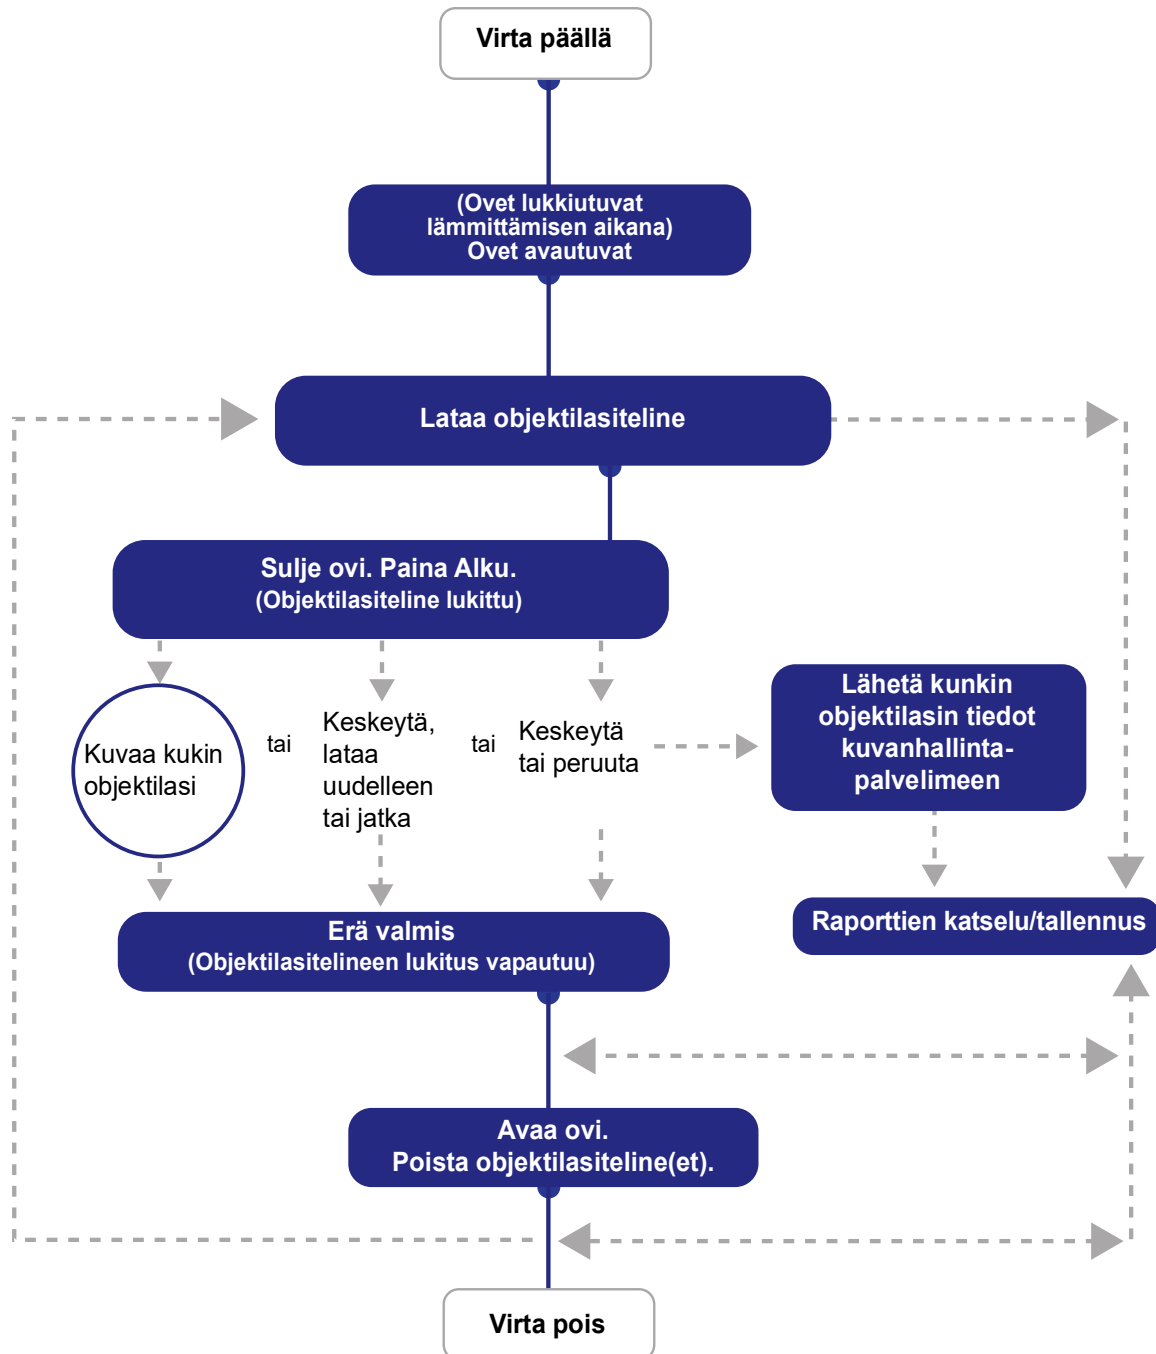 Virta päällä
(Ovet lukkiutuvat
lämmittämisen aikana)
Ovet avautuvat
Lataa objektilasiteline
Sulje ovi. Paina Alku.
(Objektilasiteline lukittu)
Kuvaa kukin
objektilasi
tai
Keskeytä,
lataa
uudelleen
tai jatka
tai
Keskeytä
tai peruuta
Lähetä kunkin
objektilasin tiedot
kuvanhallinta-
palvelimeen
Erä valmis
(Objektilasitelineen lukitus vapautuu)
Raporttien katselu/tallennus
Avaa ovi.
Poista objektilasiteline(et).
Virta pois